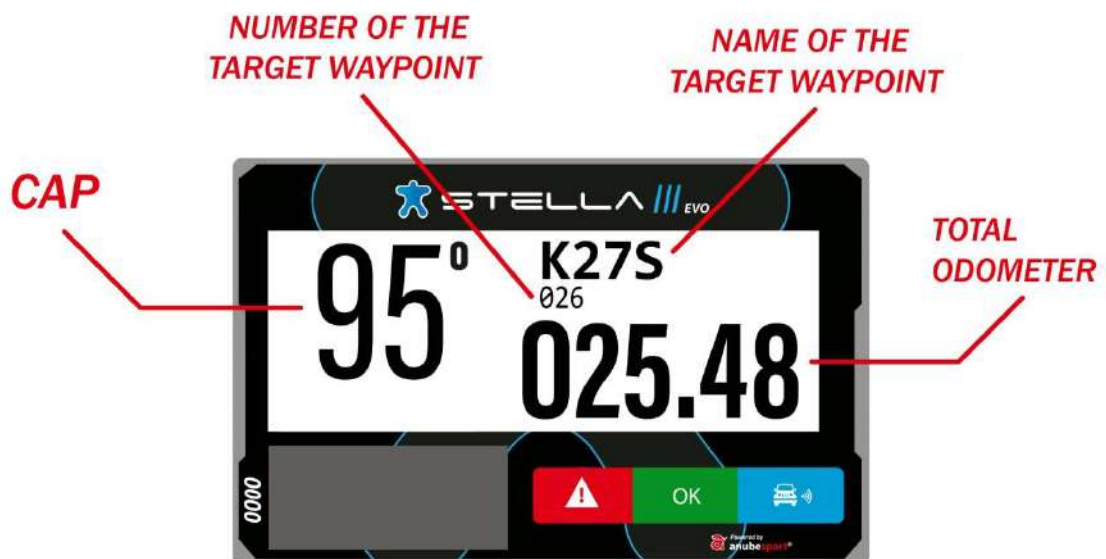 NUMBER OF THE
TARGET WAYPOINT
NAME OF THE
TARGET WAYPOINT
CAP
STELLA III EVO
95°
K27S
026
025.48
TOTAL
ODOMETER
0000
OK
Powered by
anubesport®